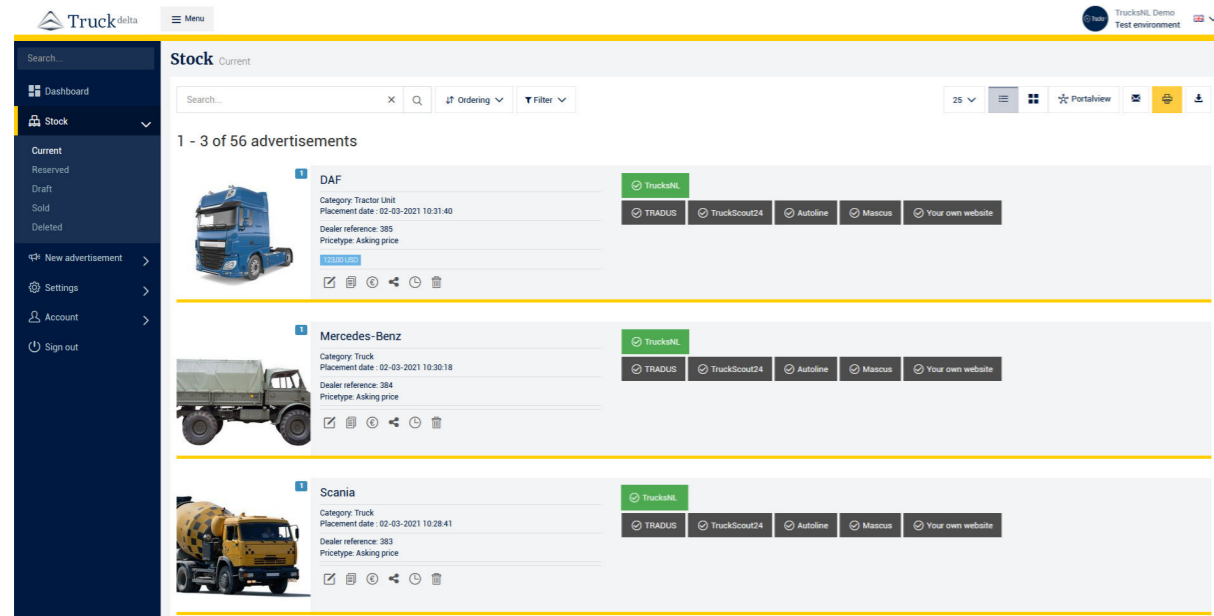 Truck delta
Menu
TrucksNL Demo
Test environment
Search...
Dashboard
Stock
Current
Reserved
Draft
Sold
Deleted
New advertisement
Settings
Account
Sign out
Stock Current
Search... Ordering Filter 25 Portalview
1 - 3 of 56 advertisements
1
DAF
Category: Tractor Unit
Placement date : 02-03-2021 10:31:40
Dealer reference: 385
Pricetype: Asking price
123,00 USD
TrucksNL
TRADUS TruckScout24 Autoline Mascus Your own website
1
Mercedes-Benz
Category: Truck
Placement date : 02-03-2021 10:30:18
Dealer reference: 384
Pricetype: Asking price
TrucksNL
TRADUS TruckScout24 Autoline Mascus Your own website
1
Scania
Category: Truck
Placement date : 02-03-2021 10:28:41
Dealer reference: 383
Pricetype: Asking price
TrucksNL
TRADUS TruckScout24 Autoline Mascus Your own website